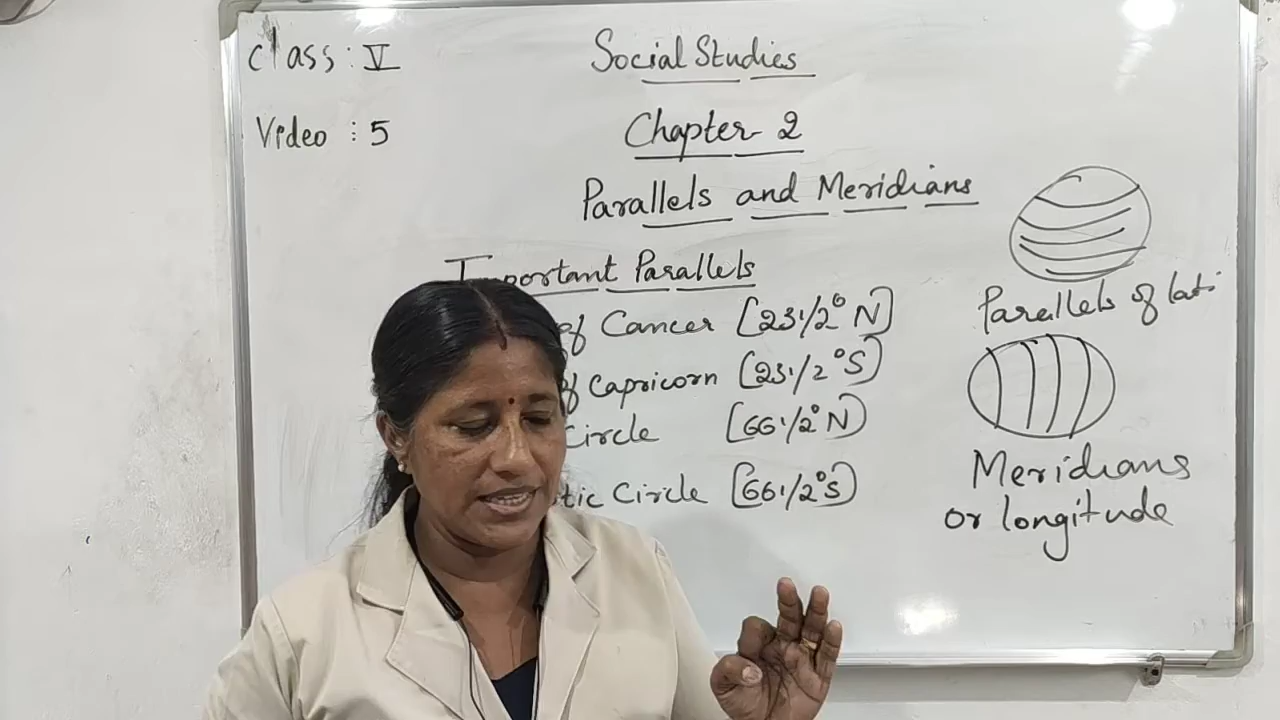 Class : V
Social Studies
Video : 5
Chapter- 2
Parallels and Meridians
Important Parallels
of Cancer [23 1/2° N]
of Capricorn [23 1/2° S]
Circle [66 1/2° N]
tic Circle [66 1/2° S]
Parallels of lati
Meridians
or longitude